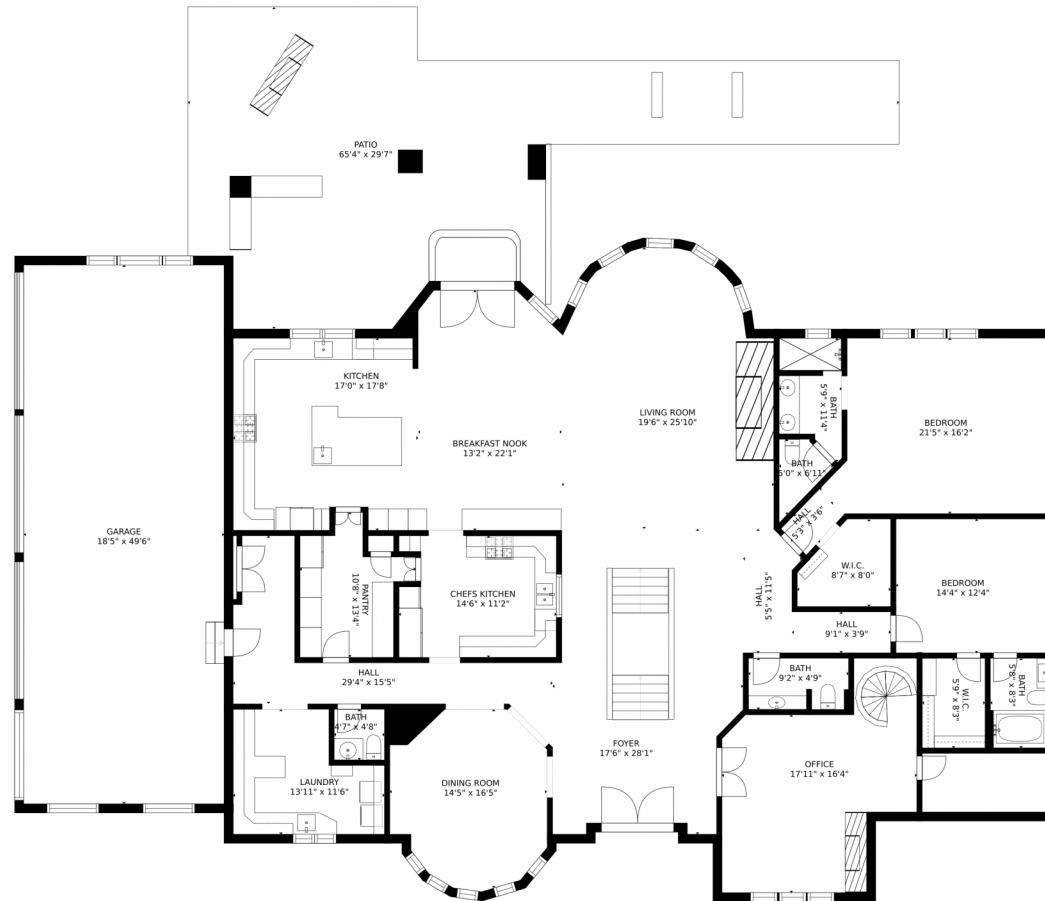 PATIO
65'4" x 29'7"
KITCHEN
17'0" x 17'8"
BREAKFAST NOOK
13'2" x 22'1"
LIVING ROOM
19'6" x 25'10"
BATH
5'9" x 11'4"
BEDROOM
21'5" x 16'2"
BATH
5'0" x 6'11"
HALL
5'3" x 3'6"
GARAGE
18'5" x 49'6"
PANTRY
10'8" x 13'4"
CHEFS KITCHEN
14'6" x 11'2"
HALL
5'5" x 11'5"
W.I.C.
8'7" x 8'0"
BEDROOM
14'4" x 12'4"
HALL
9'1" x 3'9"
HALL
29'4" x 15'5"
BATH
9'2" x 4'9"
W.I.C.
5'9" x 8'3"
BATH
5'8" x 8'3"
BATH
4'7" x 4'8"
FOYER
17'6" x 28'1"
OFFICE
17'11" x 16'4"
LAUNDRY
13'11" x 11'6"
DINING ROOM
14'5" x 16'5"